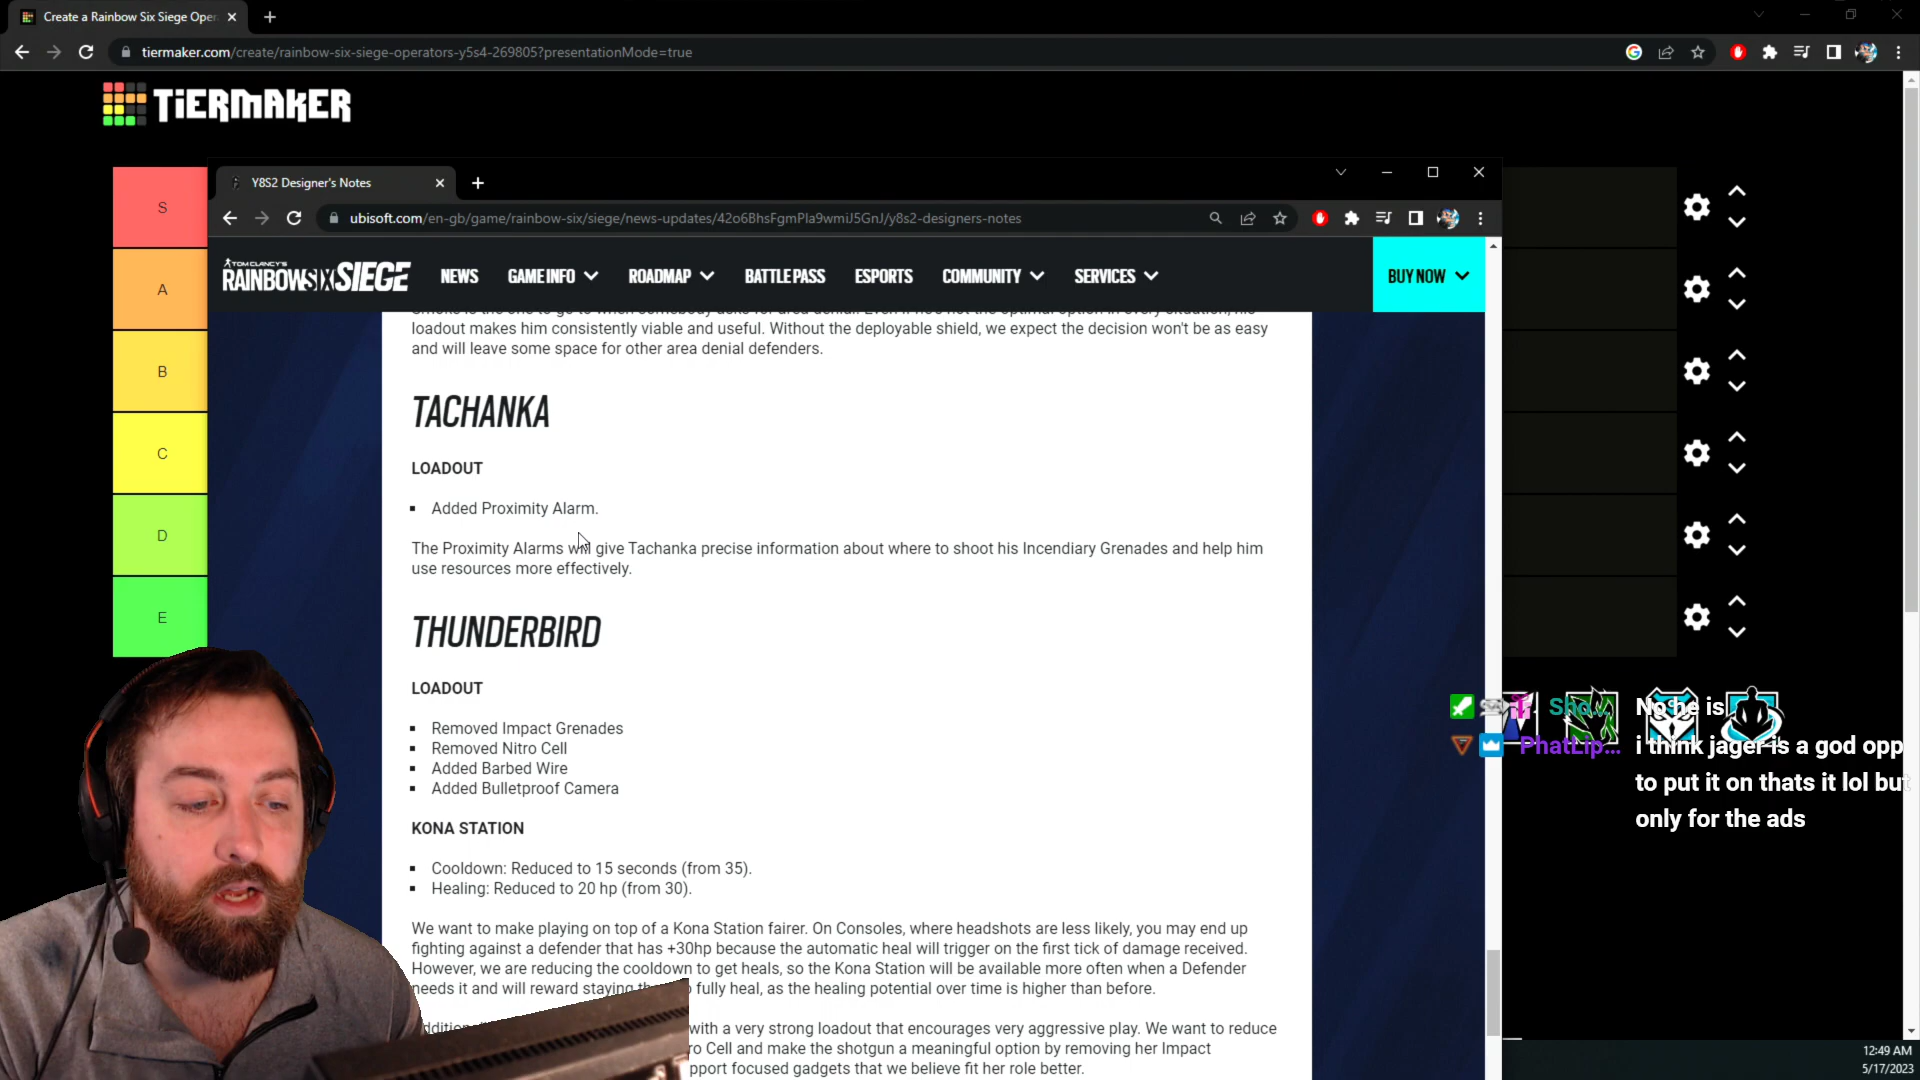 Create a Rainbow Six Siege Oper
tiermaker.com/create/rainbow-six-siege-operators-y5s4-269805?presentationMode=true
TiERMAKER
S
A
B
C
D
E
Y8S2 Designer's Notes
ubisoft.com/en-gb/game/rainbow-six/siege/news-updates/42o6BhsFgmPla9wmiJ5GnJ/y8s2-designers-notes
TOM CLANCY'S
RAINBOWSIX SIEGE
NEWS GAME INFO ROADMAP BATTLE PASS ESPORTS COMMUNITY SERVICES BUY NOW
loadout makes him consistently viable and useful. Without the deployable shield, we expect the decision won't be as easy
and will leave some space for other area denial defenders.
TACHANKA
LOADOUT
▪ Added Proximity Alarm.
The Proximity Alarms will give Tachanka precise information about where to shoot his Incendiary Grenades and help him
use resources more effectively.
THUNDERBIRD
LOADOUT
▪ Removed Impact Grenades
▪ Removed Nitro Cell
▪ Added Barbed Wire
▪ Added Bulletproof Camera
KONA STATION
▪ Cooldown: Reduced to 15 seconds (from 35).
▪ Healing: Reduced to 20 hp (from 30).
We want to make playing on top of a Kona Station fairer. On Consoles, where headshots are less likely, you may end up
fighting against a defender that has +30hp because the automatic heal will trigger on the first tick of damage received.
However, we are reducing the cooldown to get heals, so the Kona Station will be available more often when a Defender
needs it and will reward staying fully heal, as the healing potential over time is higher than before.
with a very strong loadout that encourages very aggressive play. We want to reduce
Cell and make the shotgun a meaningful option by removing her Impact
focused gadgets that we believe fit her role better.
Sho... No he is
PhatLip... i think jager is a god opp
to put it on thats it lol but
only for the ads
12:49 AM
5/17/2023